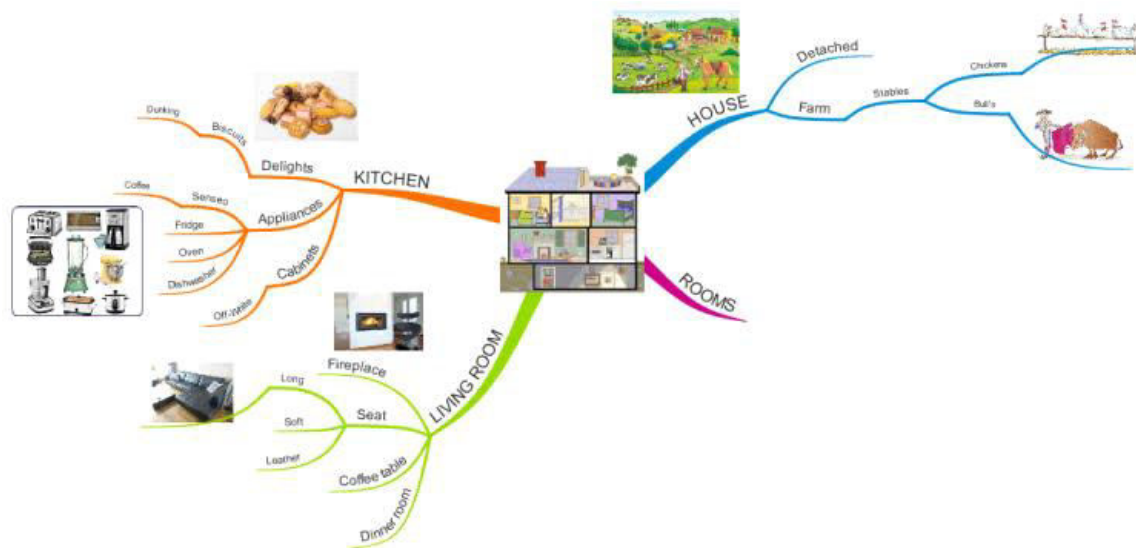 HOUSE
Detached
Farm
Stables
Chickens
Bull's
ROOMS
KITCHEN
Delights
Biscuits
Dunking
Appliances
Senseo
Coffee
Fridge
Oven
Dishwasher
Cabinets
Off-White
LIVING ROOM
Fireplace
Seat
Long
Soft
Leather
Coffee table
Dinner room